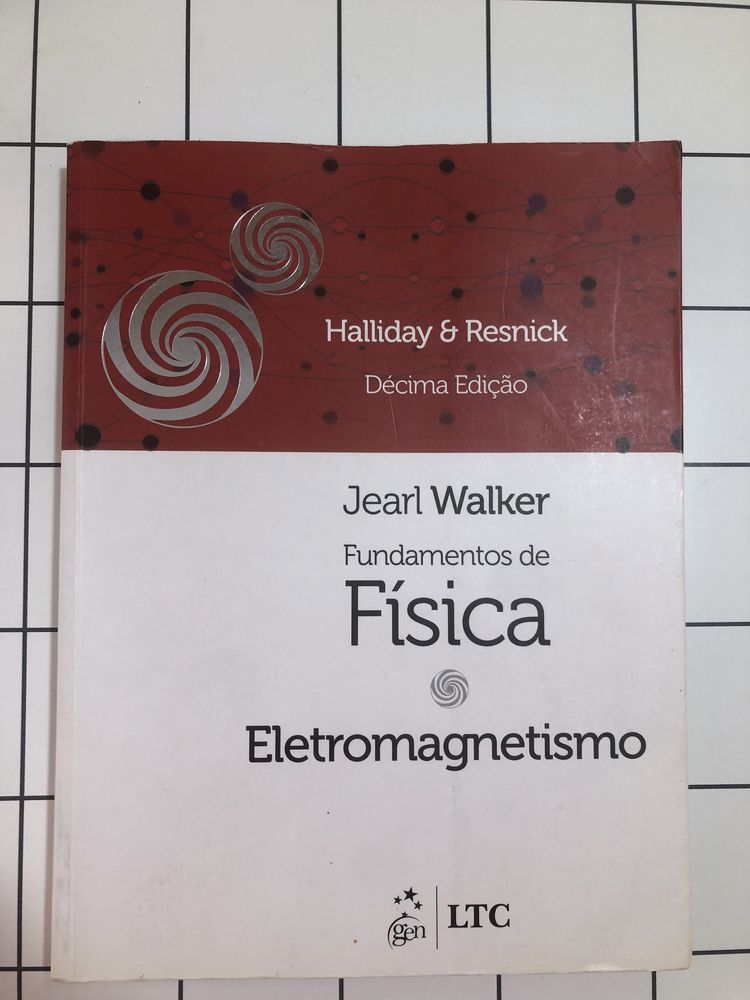 Halliday & Resnick
Décima Edição
Jearl Walker
Fundamentos de
Física
Eletromagnetismo
gen
LTC